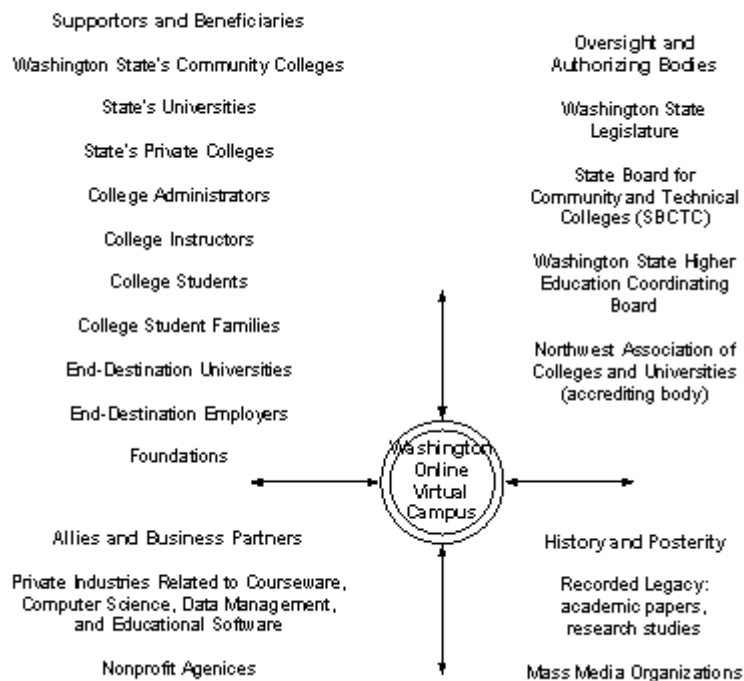 Supportors and Beneficiaries
Washington State's Community Colleges
State's Universities
State's Private Colleges
College Administrators
College Instructors
College Students
College Student Families
End-Destination Universities
End-Destination Employers
Foundations
Oversight and
Authorizing Bodies
Washington State
Legislature
State Board for
Community and Technical
Colleges (SBCTC)
Washington State Higher
Education Coordinating
Board
Northwest Association of
Colleges and Universities
(accrediting body)
Washington
Online
Virtual
Campus
Allies and Business Partners
Private Industries Related to Courseware,
Computer Science, Data Management,
and Educational Software
Nonprofit Agenices
History and Posterity
Recorded Legacy:
academic papers,
research studies
Mass Media Organizations